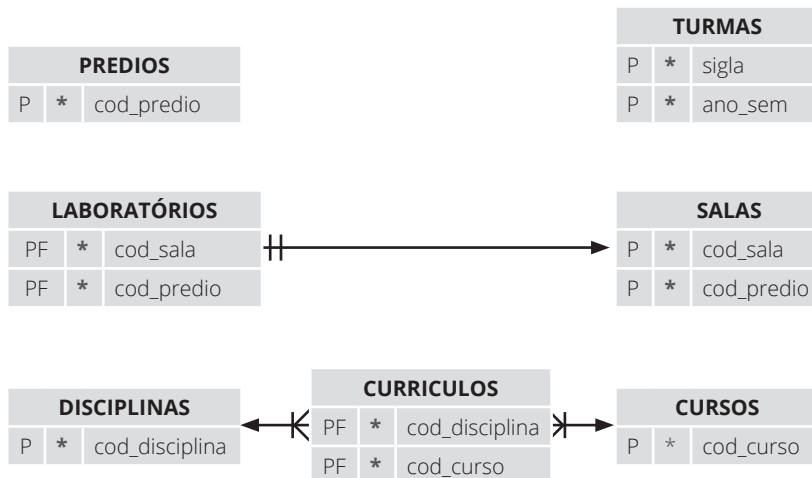 PREDIOS
P * cod_predio
TURMAS
P * sigla
P * ano_sem
LABORATÓRIOS
PF * cod_sala
PF * cod_predio
SALAS
P * cod_sala
P * cod_predio
DISCIPLINAS
P * cod_disciplina
CURRICULOS
PF * cod_disciplina
PF * cod_curso
CURSOS
P * cod_curso